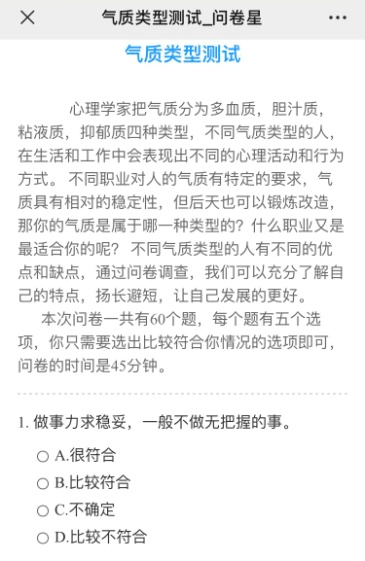 气质类型测试_问卷星
气质类型测试
心理学家把气质分为多血质，胆汁质，
粘液质，抑郁质四种类型，不同气质类型的人，
在生活和工作中会表现出不同的心理活动和行为
方式。不同职业对人的气质有特定的要求，气
质具有相对的稳定性，但后天也可以锻炼改造，
那你的气质是属于哪一种类型的？什么职业又是
最适合你的呢？ 不同气质类型的人有不同的优
点和缺点，通过问卷调查，我们可以充分了解自
己的特点，扬长避短，让自己发展的更好。
本次问卷一共有60个题，每个题有五个选
项，你只需要选出比较符合你情况的选项即可，
问卷的时间是45分钟。
1. 做事力求稳妥，一般不做无把握的事。
A.很符合
B.比较符合
C.不确定
D.比较不符合